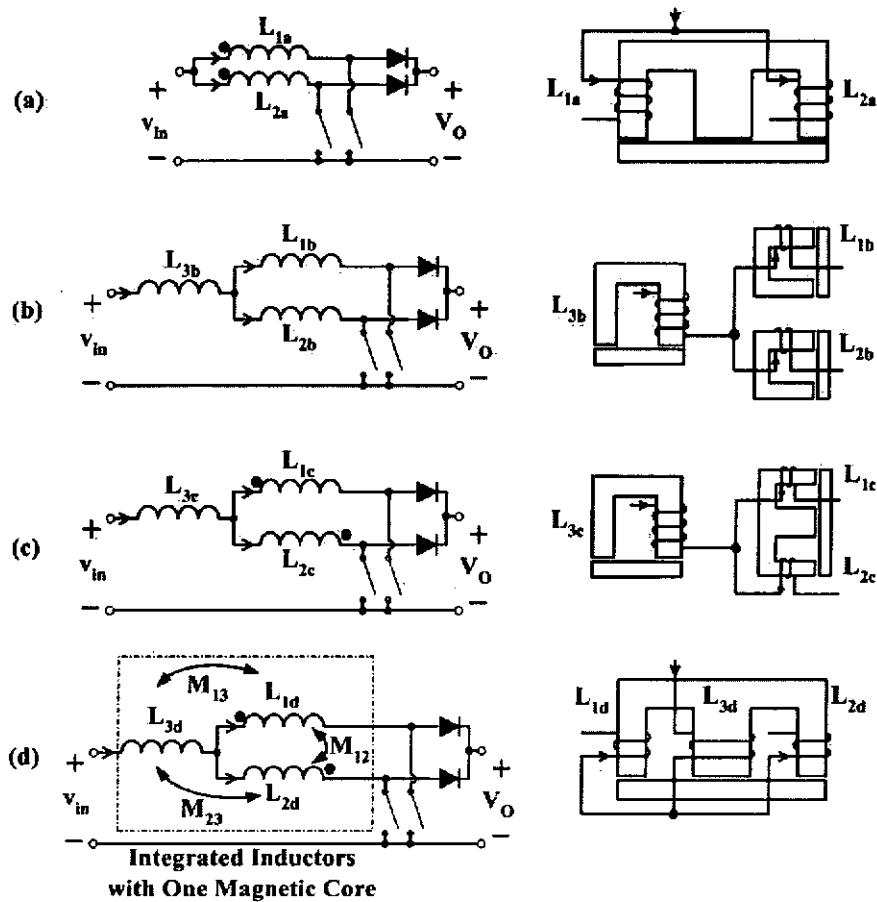 (a)
L1a
L2a
+
vin
−
+
VO
−
L1a
L2a
(b)
L3b
L1b
L2b
+
vin
−
+
VO
−
L3b
L1b
L2b
(c)
L3c
L1c
L2c
+
vin
−
+
VO
−
L3c
L1c
L2c
(d)
M13
L3d
L1d
M12
L2d
M23
+
vin
−
+
VO
−
L1d
L3d
L2d
Integrated Inductors
with One Magnetic Core